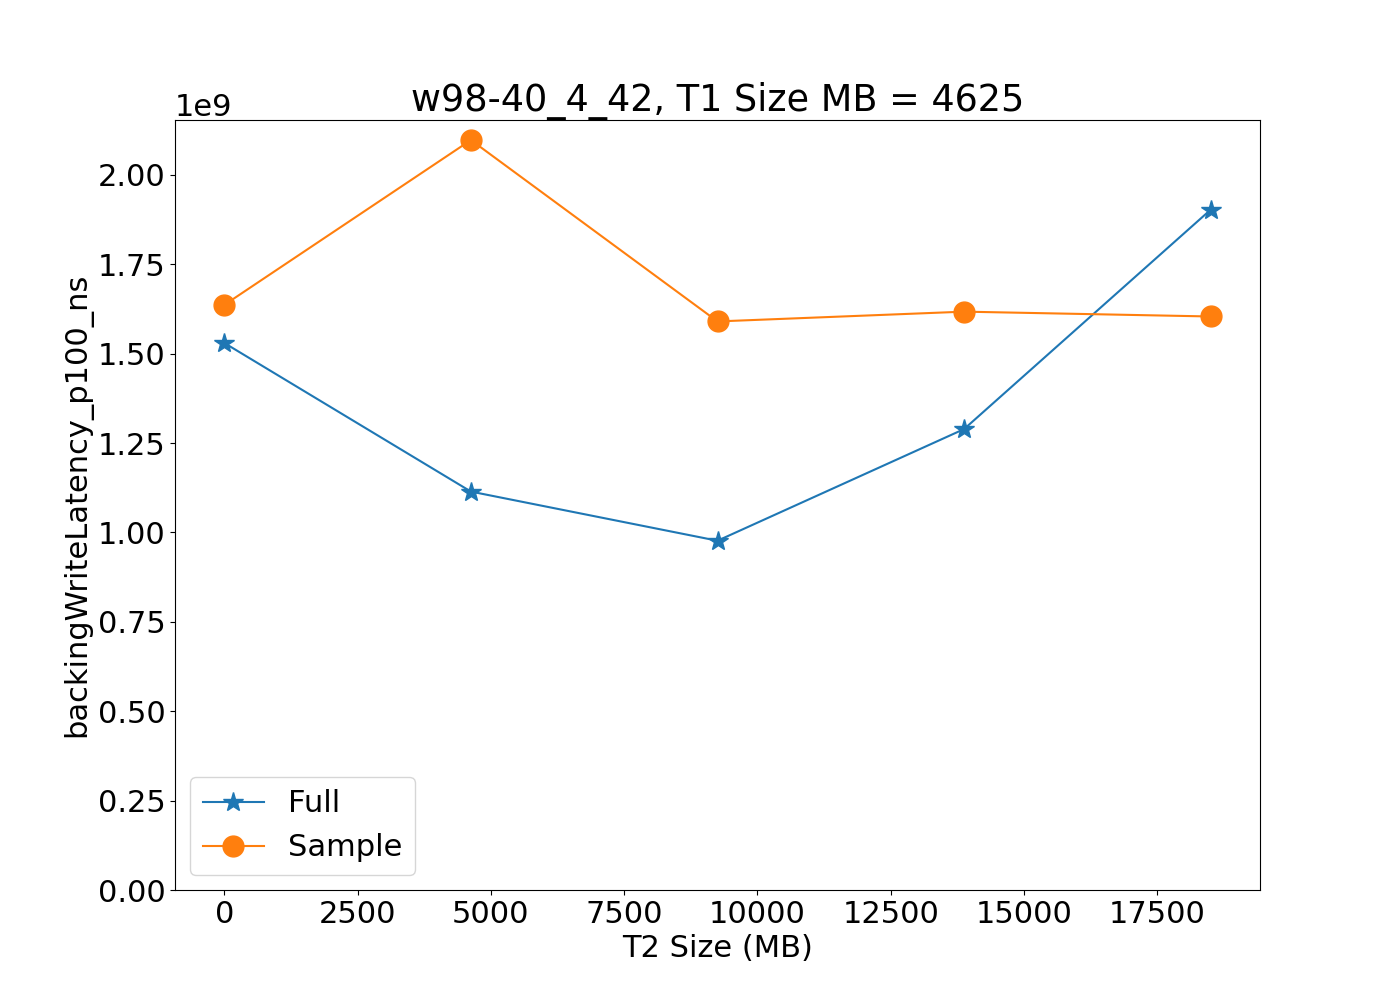 w98-40_4_42, T1 Size MB = 4625
1e9
2.00
1.75
1.50
1.25
1.00
0.75
0.50
0.25
0.00
backingWriteLatency_p100_ns
Full
Sample
0 2500 5000 7500 10000 12500 15000 17500
T2 Size (MB)